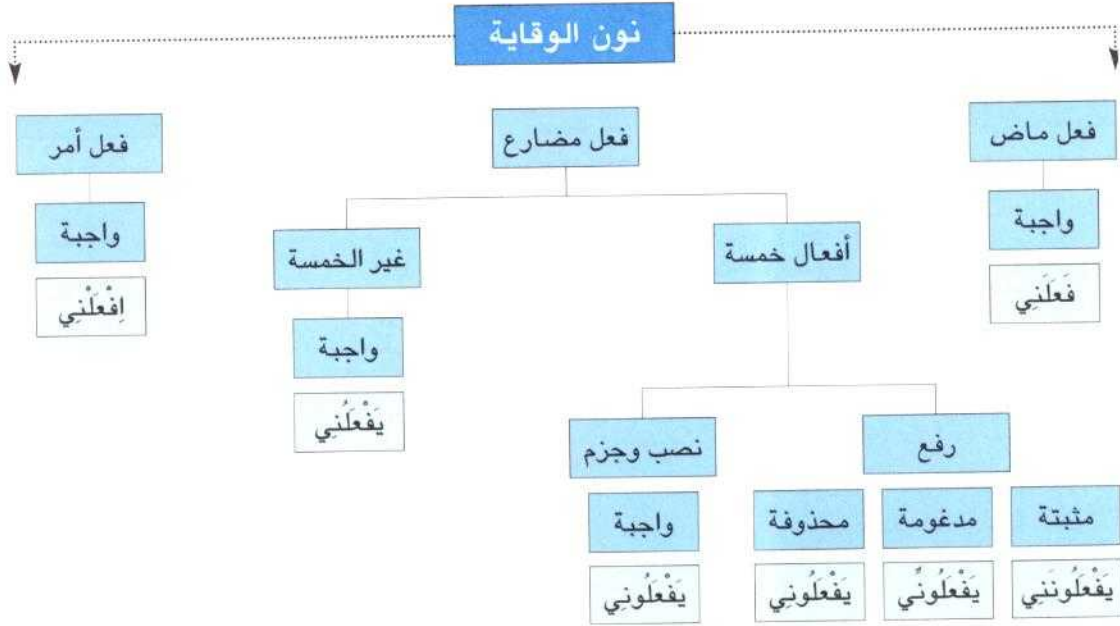 نون الوقاية
فعل ماض
واجبة
فَعَلَنِي
فعل مضارع
أفعال خمسة
رفع
مثبتة
يَفْعَلُونَنِي
مدغومة
يَفْعَلُونِّي
محذوفة
يَفْعَلُونِي
نصب وجزم
واجبة
يَفْعَلُونِي
غير الخمسة
واجبة
يَفْعَلُنِي
فعل أمر
واجبة
اِفْعَلْنِي